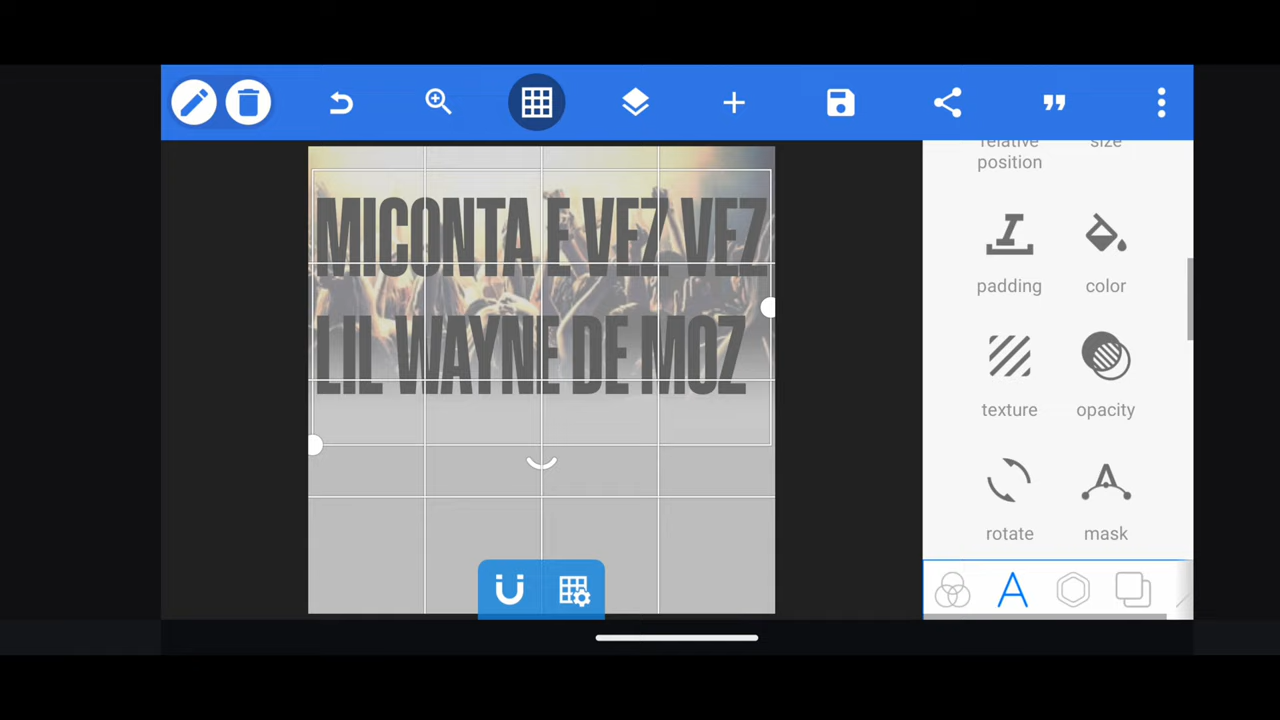 relative
position
size
MICONTA E VEZ VEZ
LIL WAYNE DE MOZ
padding
color
texture
opacity
rotate
mask